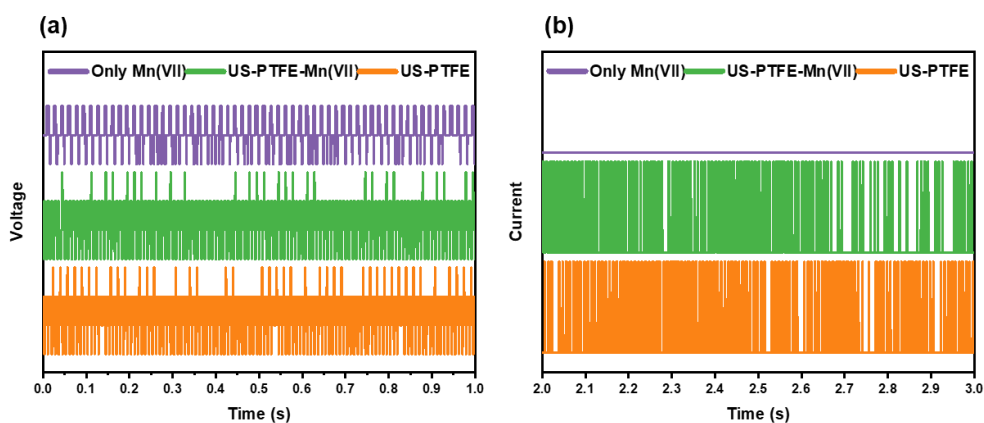 (a)
Only Mn(VII) US-PTFE-Mn(VII) US-PTFE
Voltage
0.0 0.1 0.2 0.3 0.4 0.5 0.6 0.7 0.8 0.9 1.0
Time (s)
(b)
Only Mn(VII) US-PTFE-Mn(VII) US-PTFE
Current
2.0 2.1 2.2 2.3 2.4 2.5 2.6 2.7 2.8 2.9 3.0
Time (s)